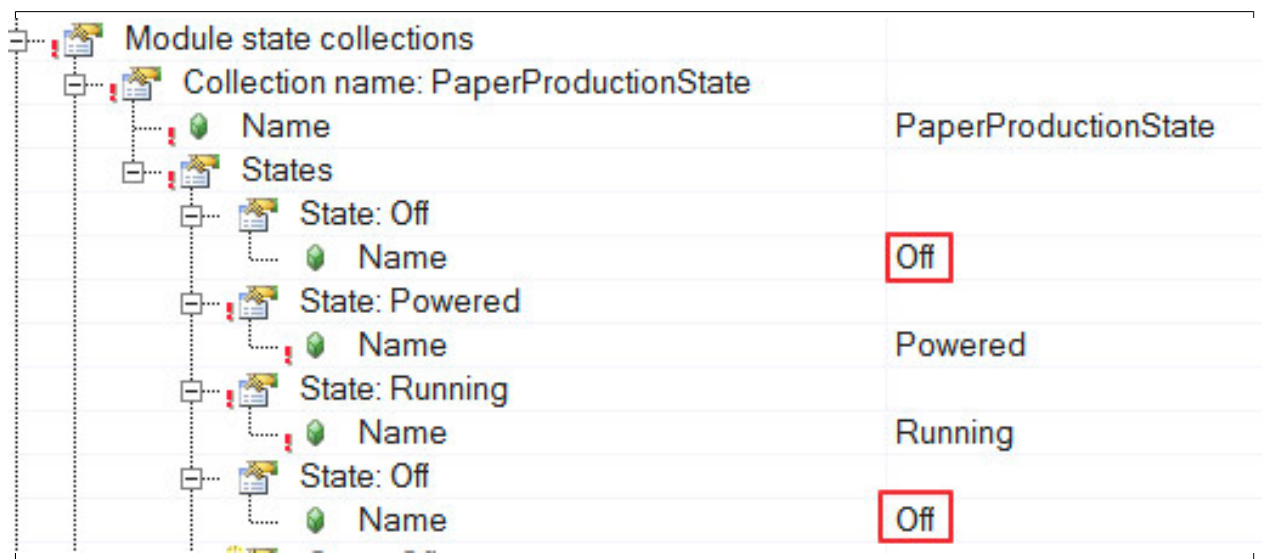 Module state collections
Collection name: PaperProductionState
Name PaperProductionState
States
State: Off
Name Off
State: Powered
Name Powered
State: Running
Name Running
State: Off
Name Off